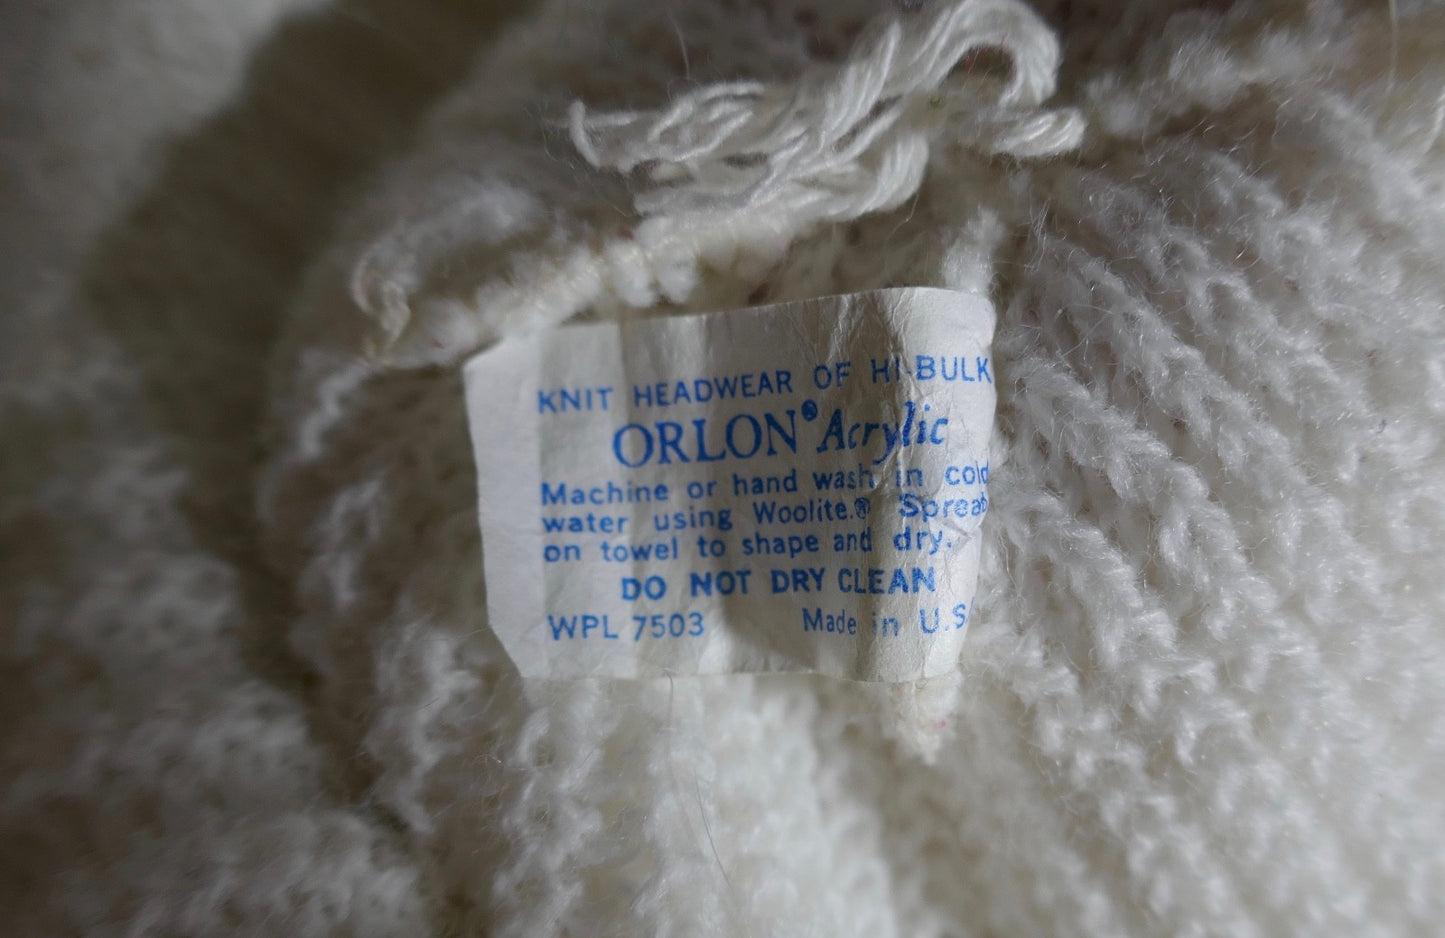 KNIT HEADWEAR OF HI-BULK
ORLON® Acrylic
Machine or hand wash in cold
water using Woolite.® Spread
on towel to shape and dry.
DO NOT DRY CLEAN
WPL 7503 Made in U.S.